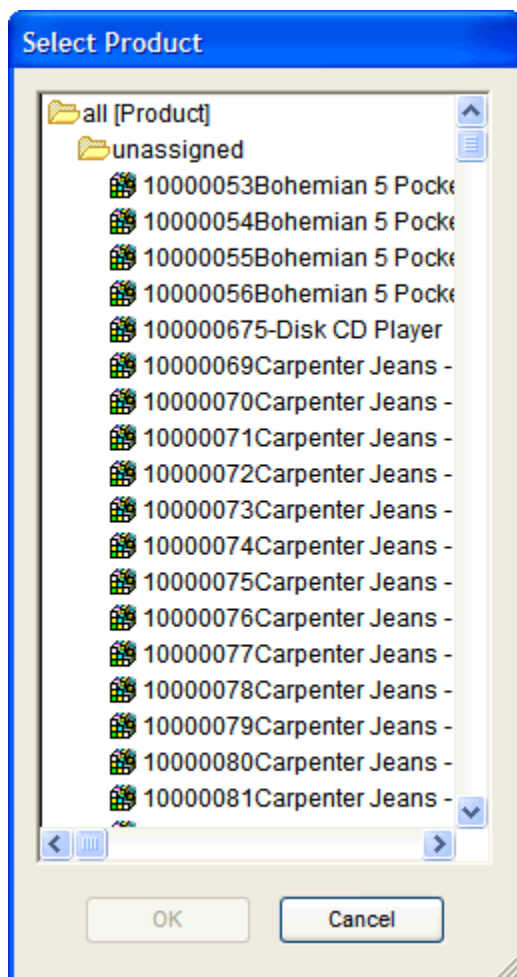 Select Product
all [Product]
unassigned
10000053Bohemian 5 Pocke
10000054Bohemian 5 Pocke
10000055Bohemian 5 Pocke
10000056Bohemian 5 Pocke
100000675-Disk CD Player
10000069Carpenter Jeans -
10000070Carpenter Jeans -
10000071Carpenter Jeans -
10000072Carpenter Jeans -
10000073Carpenter Jeans -
10000074Carpenter Jeans -
10000075Carpenter Jeans -
10000076Carpenter Jeans -
10000077Carpenter Jeans -
10000078Carpenter Jeans -
10000079Carpenter Jeans -
10000080Carpenter Jeans -
10000081Carpenter Jeans -
OK Cancel